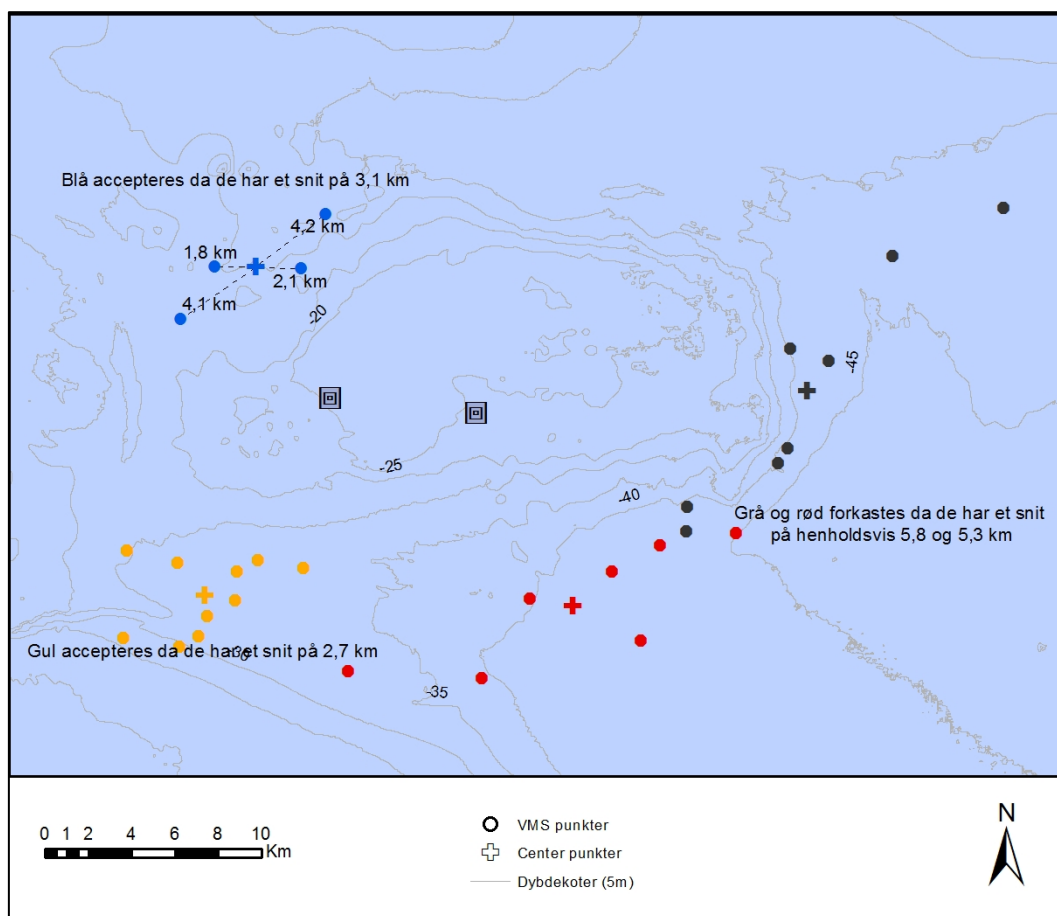 Blå accepteres da de har et snit på 3,1 km
4,2 km
1,8 km
2,1 km
4,1 km
-20
-45
-25
-40
Grå og rød forkastes da de har et snit
på henholdsvis 5,8 og 5,3 km
Gul accepteres da de har et snit på 2,7 km
-30
-35
0 1 2 4 6 8 10
Km
VMS punkter
Center punkter
Dybdekoter (5m)
N